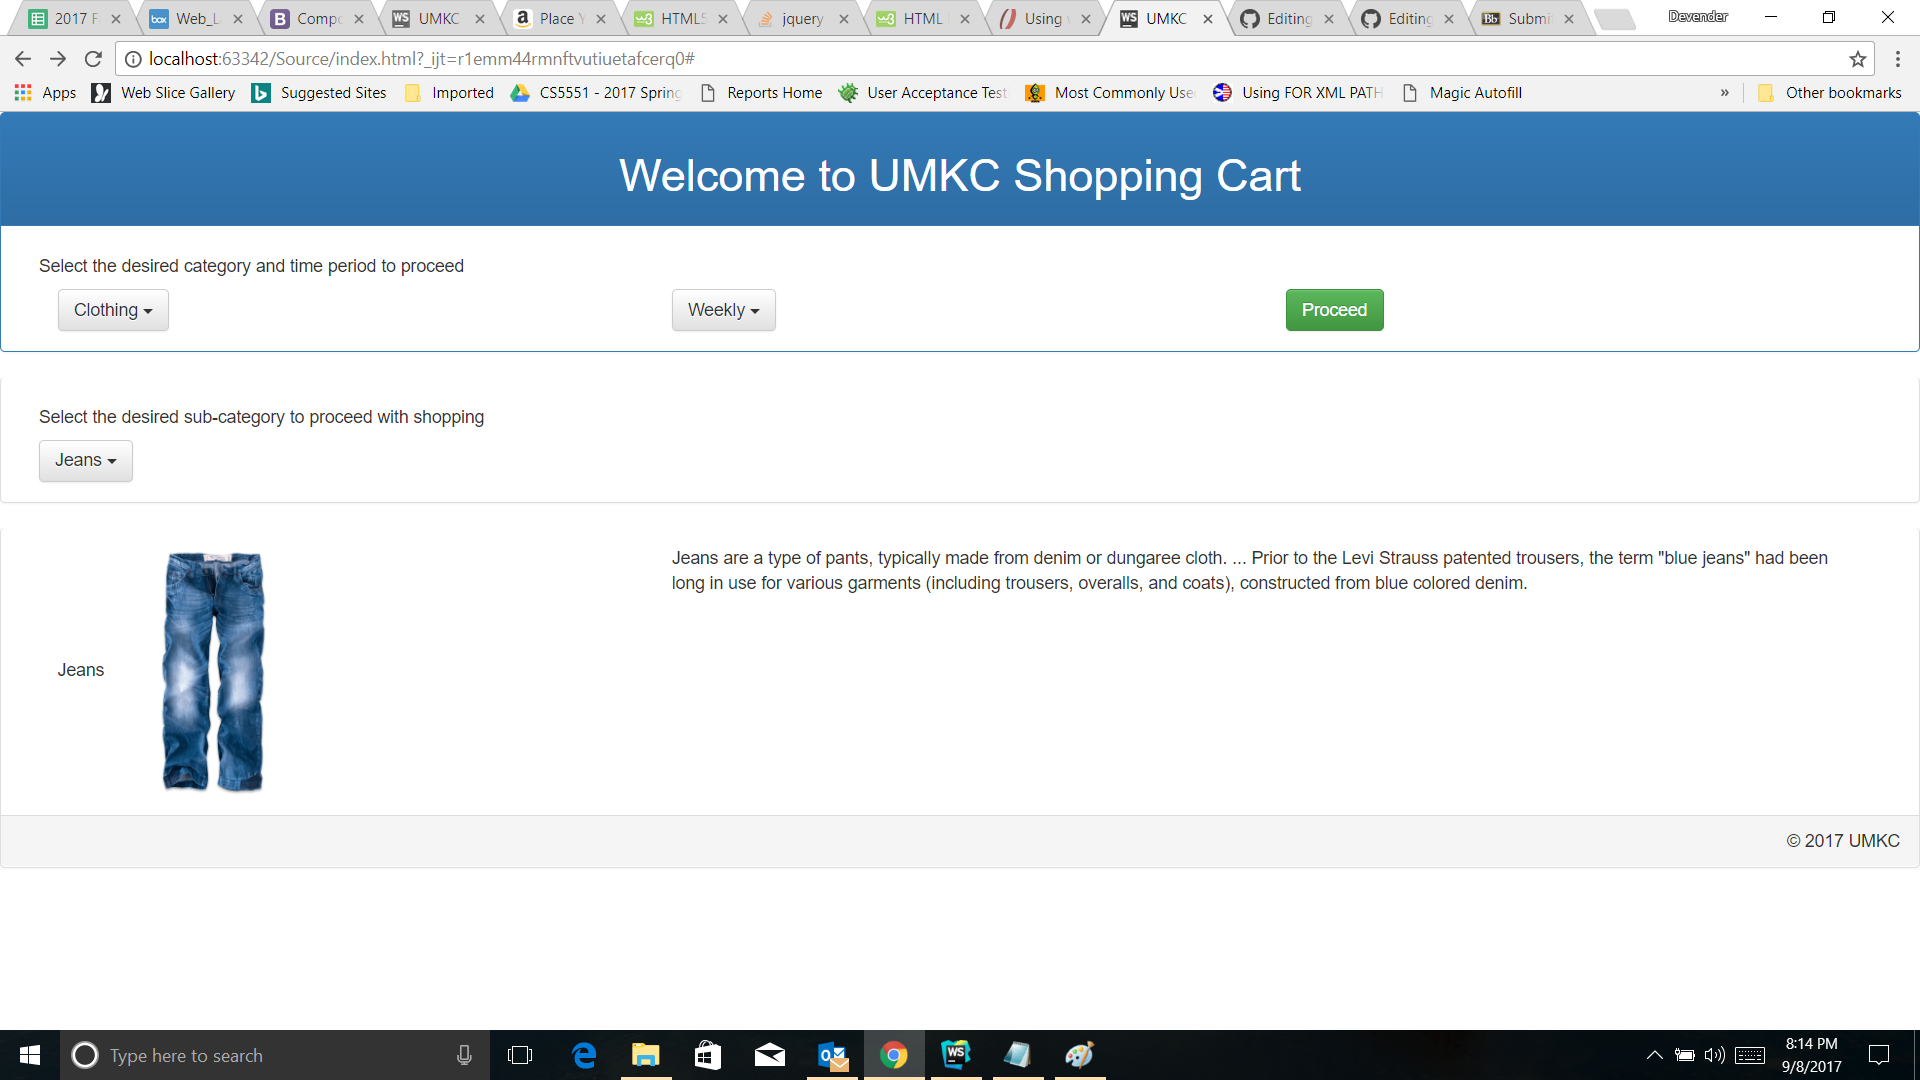 2017 F
Web_L
Compo
UMKC
Place Y
HTML5
jquery
HTML
Using
UMKC
Editing
Editing
Submi
Devender
localhost:63342/Source/index.html?_ijt=r1emm44rmnftvutiuetafcerq0#
Apps
Web Slice Gallery
Suggested Sites
Imported
CS5551 - 2017 Spring
Reports Home
User Acceptance Test
Most Commonly Use
Using FOR XML PATH
Magic Autofill
»
Other bookmarks
Welcome to UMKC Shopping Cart
Select the desired category and time period to proceed
Clothing
Weekly
Proceed
Select the desired sub-category to proceed with shopping
Jeans
Jeans are a type of pants, typically made from denim or dungaree cloth. ... Prior to the Levi Strauss patented trousers, the term "blue jeans" had been
long in use for various garments (including trousers, overalls, and coats), constructed from blue colored denim.
Jeans
© 2017 UMKC
Type here to search
8:14 PM
9/8/2017